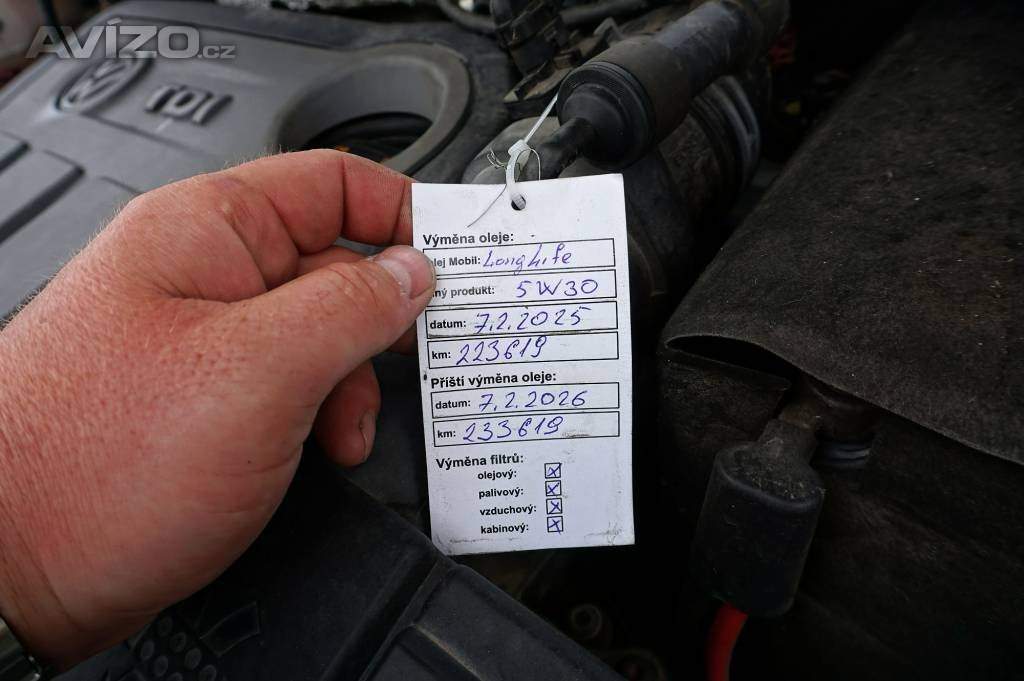 AVÍZO.cz
TDI
Výměna oleje:
olej Mobil: LongLife
ný produkt: 5W30
datum: 7.2.2025
km: 223619
Příští výměna oleje:
datum: 7.2.2026
km: 233619
Výměna filtrů:
olejový: x
palivový: x
vzduchový: x
kabinový: x